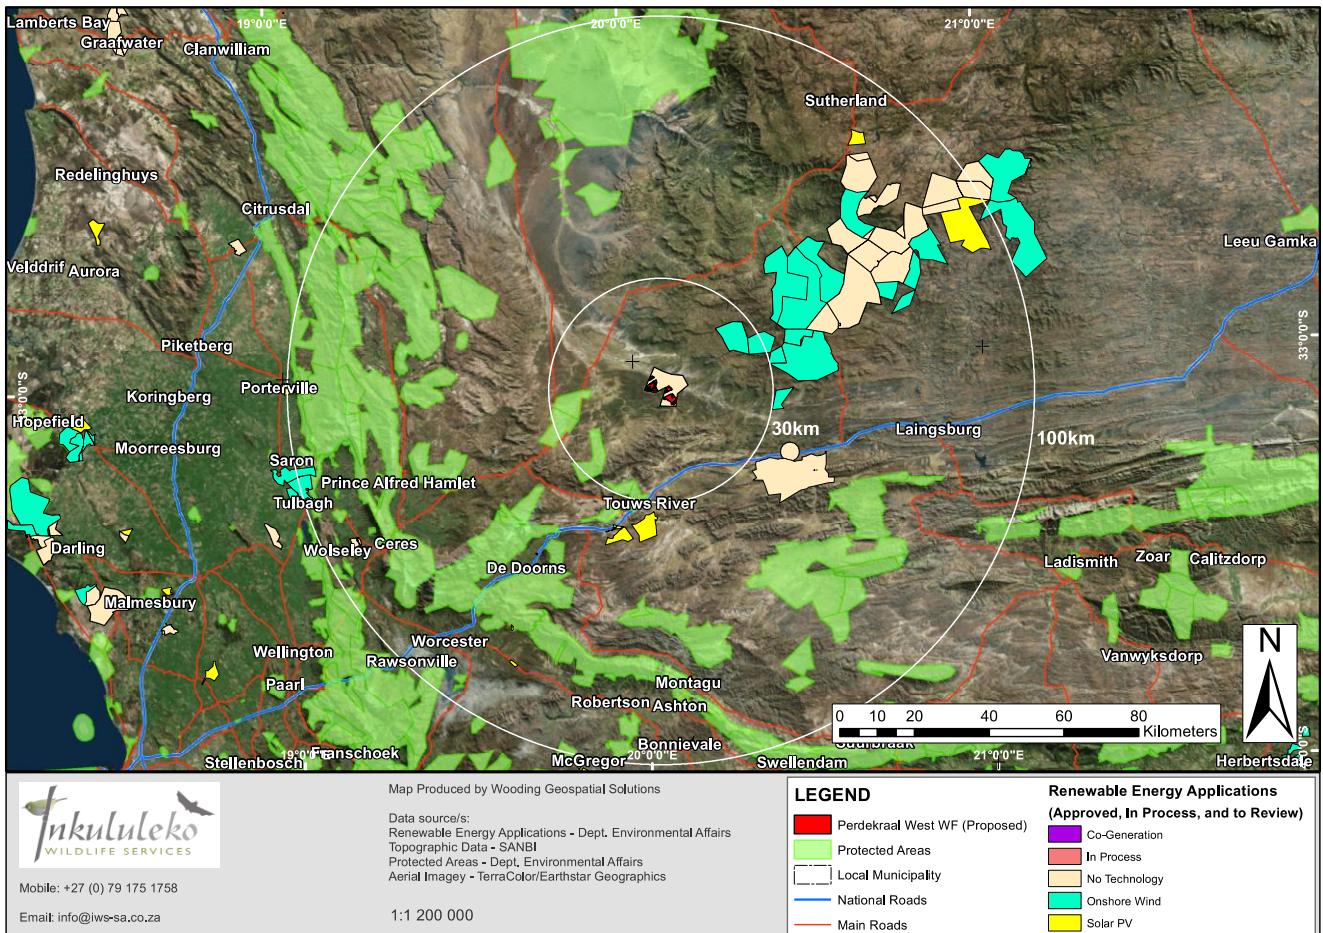 Lamberts Bay
Graafwater
Clanwilliam
19°0'0"E
20°0'0"E
21°0'0"E
Sutherland
Redelinghuys
Citrusdal
Velddrif
Aurora
Leeu Gamka
Piketberg
33°0'0"S
Porterville
Koringberg
33°0'0"S
Hopefield
Moorreesburg
30km
Laingsburg
100km
Saron
Prince Alfred Hamlet
Tulbagh
Touws River
Darling
Wolseley
Ceres
De Doorns
Ladismith
Zoar
Calitzdorp
Malmesbury
Worcester
Wellington
Rawsonville
Vanwyksdorp
Paarl
Montagu
Robertson
Ashton
N
0 10 20 40 60 80
Kilometers
Bonnievale
Suurbraak
19°0'0"E
Franschoek
20°0'0"E
21°0'0"E
Stellenbosch
McGregor
Swellendam
Herbertsdale
Inkululeko
WILDLIFE SERVICES
Mobile: +27 (0) 79 175 1758
Email: info@iws-sa.co.za
Map Produced by Wooding Geospatial Solutions
Data source/s:
Renewable Energy Applications - Dept. Environmental Affairs
Topographic Data - SANBI
Protected Areas - Dept. Environmental Affairs
Aerial Imagey - TerraColor/Earthstar Geographics
1:1 200 000
LEGEND
Perdekraal West WF (Proposed)
Protected Areas
Local Municipality
National Roads
Main Roads
Renewable Energy Applications
(Approved, In Process, and to Review)
Co-Generation
In Process
No Technology
Onshore Wind
Solar PV